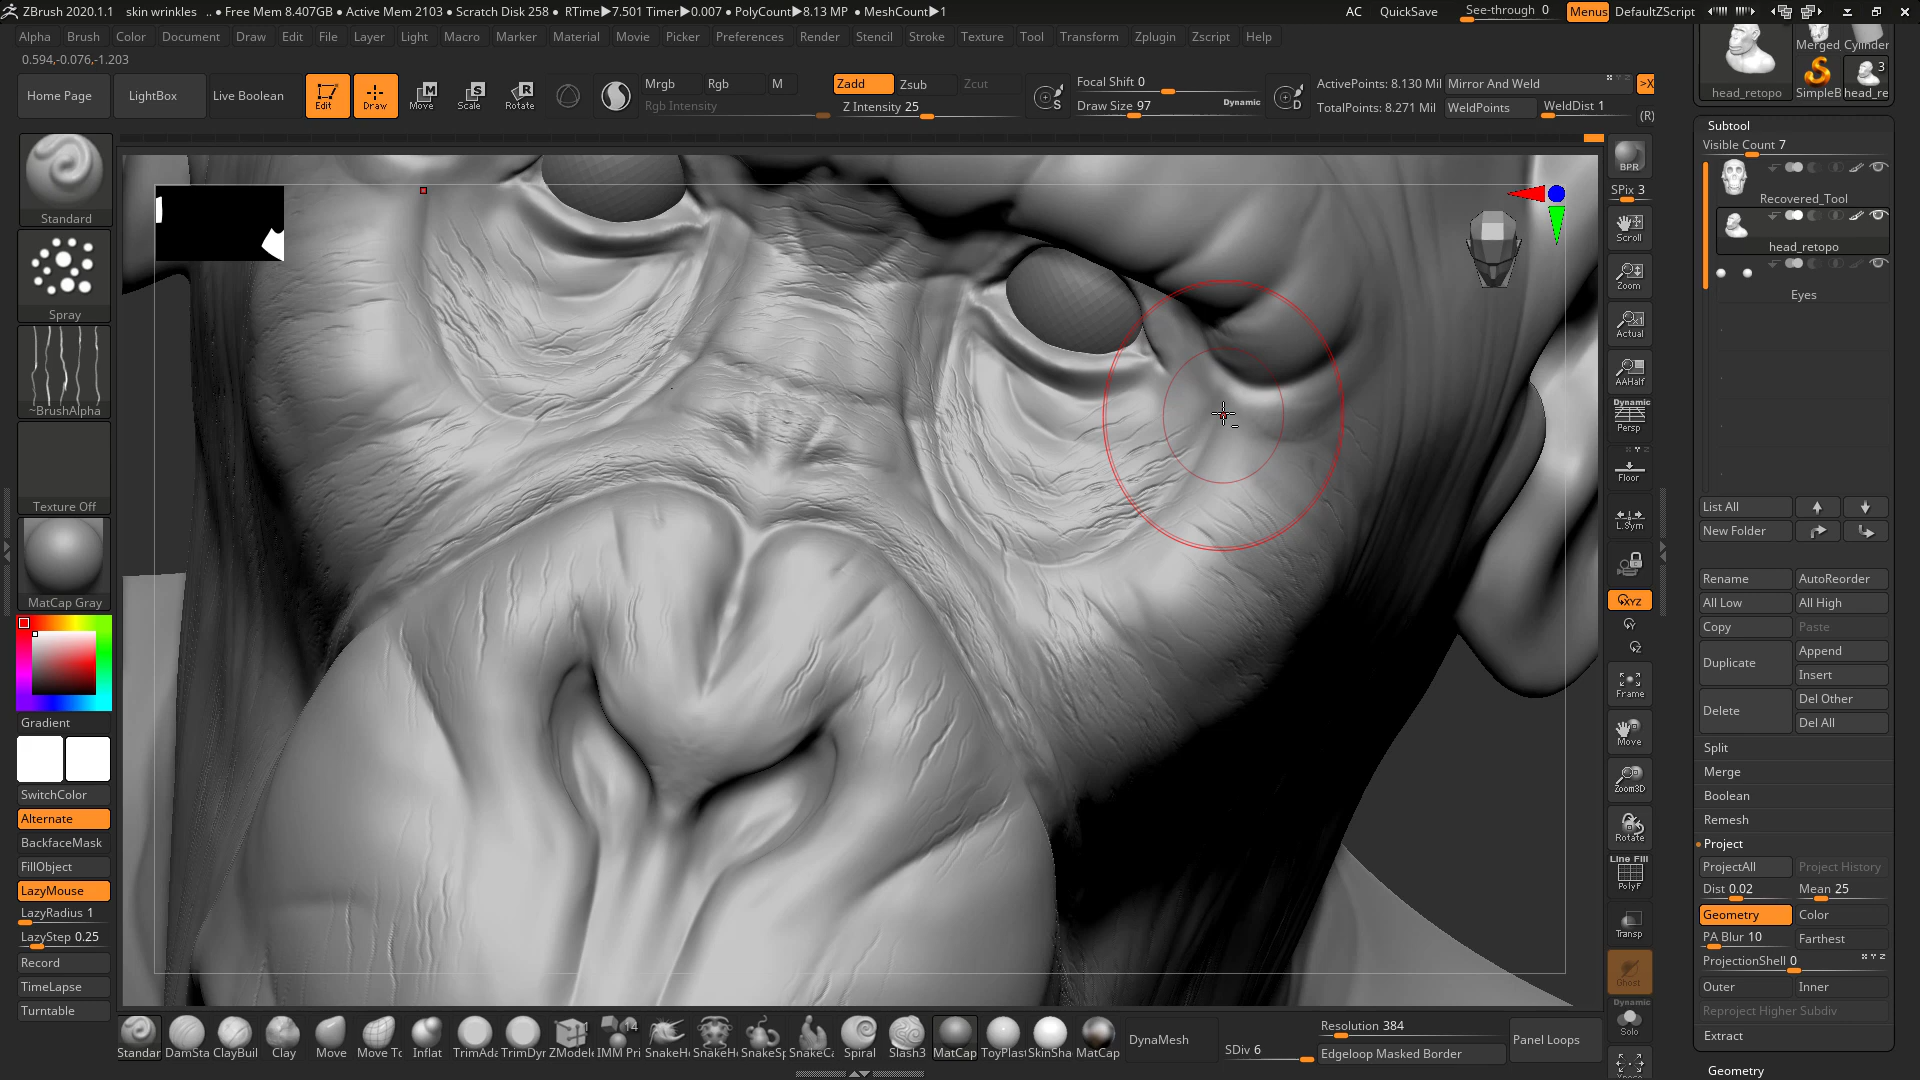 ZBrush 2020.1.1 skin wrinkles .. • Free Mem 8.407GB • Active Mem 2103 • Scratch Disk 258 • RTime▶7.501 Timer▶0.007 • PolyCount▶8.13 MP • MeshCount▶1 AC QuickSave See-through 0 Menus DefaultZScript
Alpha Brush Color Document Draw Edit File Layer Light Macro Marker Material Movie Picker Preferences Render Stencil Stroke Texture Tool Transform Zplugin Zscript Help
0.594,-0.076,-1.203
Home Page LightBox Live Boolean Edit Draw Move Scale Rotate
Mrgb Rgb M
Rgb Intensity
Zadd Zsub Zcut
Z Intensity 25
Focal Shift 0
Draw Size 97 Dynamic
ActivePoints: 8.130 Mil
TotalPoints: 8.271 Mil
Mirror And Weld
WeldPoints WeldDist 1
>X
(R)
Standard
Spray
~BrushAlpha
Texture Off
MatCap Gray
Gradient
SwitchColor
Alternate
BackfaceMask
FillObject
LazyMouse
LazyRadius 1
LazyStep 0.25
Record
TimeLapse
Turntable
BPR
SPix 3
Scroll
Zoom
Actual
AAHalf
Dynamic
Persp
Floor
L.Sym
XYZ
Frame
Move
Zoom3D
Rotate
Line Fill
PolyF
Transp
Ghost
Dynamic
Solo
Merged Cylinder
3
head_retopo SimpleB head_re
Subtool
Visible Count 7
Recovered_Tool
head_retopo
Eyes
List All
New Folder
Rename AutoReorder
All Low All High
Copy Paste
Duplicate Append
Insert
Delete Del Other
Del All
Split
Merge
Boolean
Remesh
Project
ProjectAll Project History
Dist 0.02 Mean 25
Geometry Color
PA Blur 10 Farthest
ProjectionShell 0
Outer Inner
Reproject Higher Subdiv
Extract
Geometry
Standar DamSta ClayBuil Clay Move Move Tc Inflat TrimAda TrimDyr ZModele IMM Pri SnakeHo SnakeHo SnakeSp SnakeCa Spiral Slash3 MatCap ToyPlast SkinSha MatCap
1
14
DynaMesh
SDiv 6
Resolution 384
Edgeloop Masked Border
Panel Loops